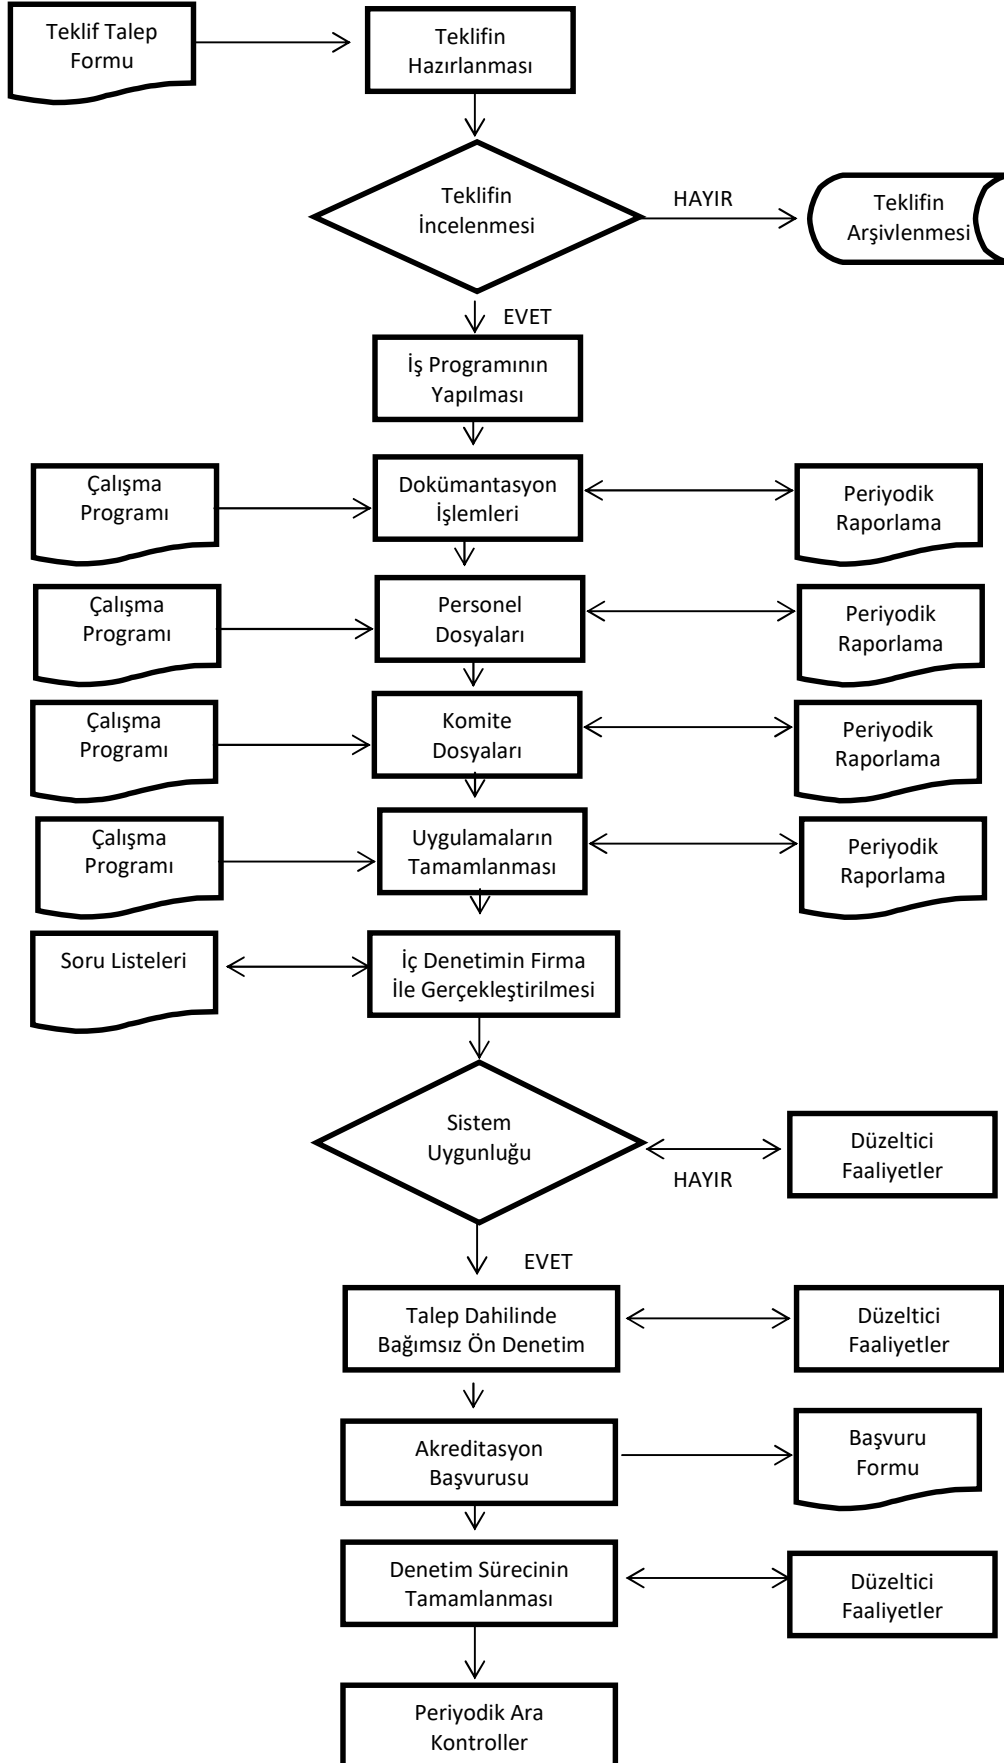 Teklif Talep
Formu
Teklifin
Hazırlanması
Teklifin
İncelenmesi
HAYIR
Teklifin
Arşivlenmesi
EVET
İş Programının
Yapılması
Çalışma
Programı
Dokümantasyon
İşlemleri
Periyodik
Raporlama
Çalışma
Programı
Personel
Dosyaları
Periyodik
Raporlama
Çalışma
Programı
Komite
Dosyaları
Periyodik
Raporlama
Çalışma
Programı
Uygulamaların
Tamamlanması
Periyodik
Raporlama
Soru Listeleri
İç Denetimin Firma
İle Gerçekleştirilmesi
Sistem
Uygunluğu
HAYIR
Düzeltici
Faaliyetler
EVET
Talep Dahilinde
Bağımsız Ön Denetim
Düzeltici
Faaliyetler
Akreditasyon
Başvurusu
Başvuru
Formu
Denetim Sürecinin
Tamamlanması
Düzeltici
Faaliyetler
Periyodik Ara
Kontroller